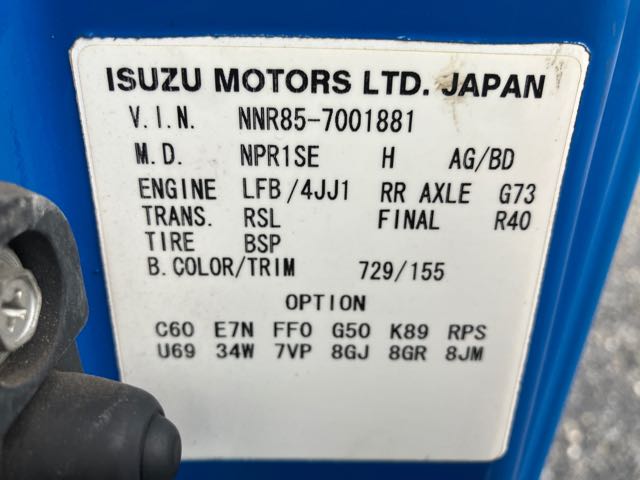 ISUZU MOTORS LTD. JAPAN
V.I.N. NNR85-7001881
M.D. NPR1SE H AG/BD
ENGINE LFB/4JJ1 RR AXLE G73
TRANS. RSL FINAL R40
TIRE BSP
B.COLOR/TRIM 729/155
OPTION
C60 E7N FF0 G50 K89 RPS
U69 34W 7VP 8GJ 8GR 8JM